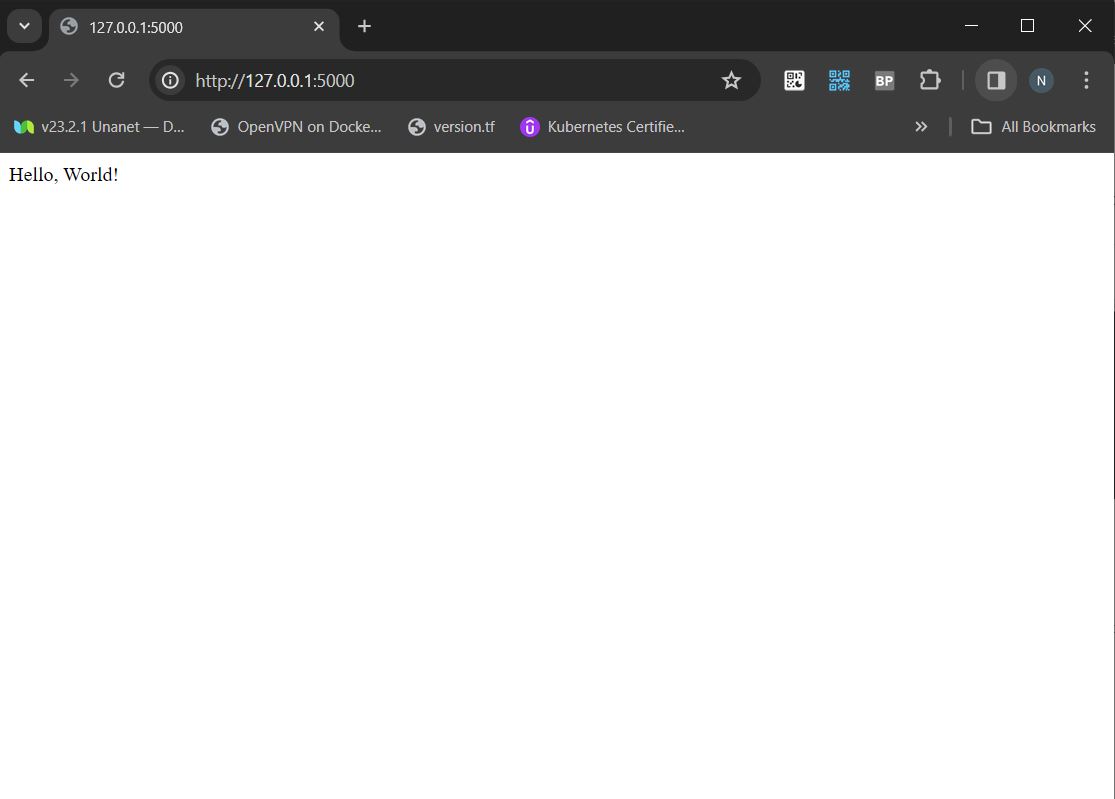 127.0.0.1:5000
http://127.0.0.1:5000
BP
N
v23.2.1 Unanet — D...
OpenVPN on Docke...
version.tf
Kubernetes Certifie...
All Bookmarks
Hello, World!